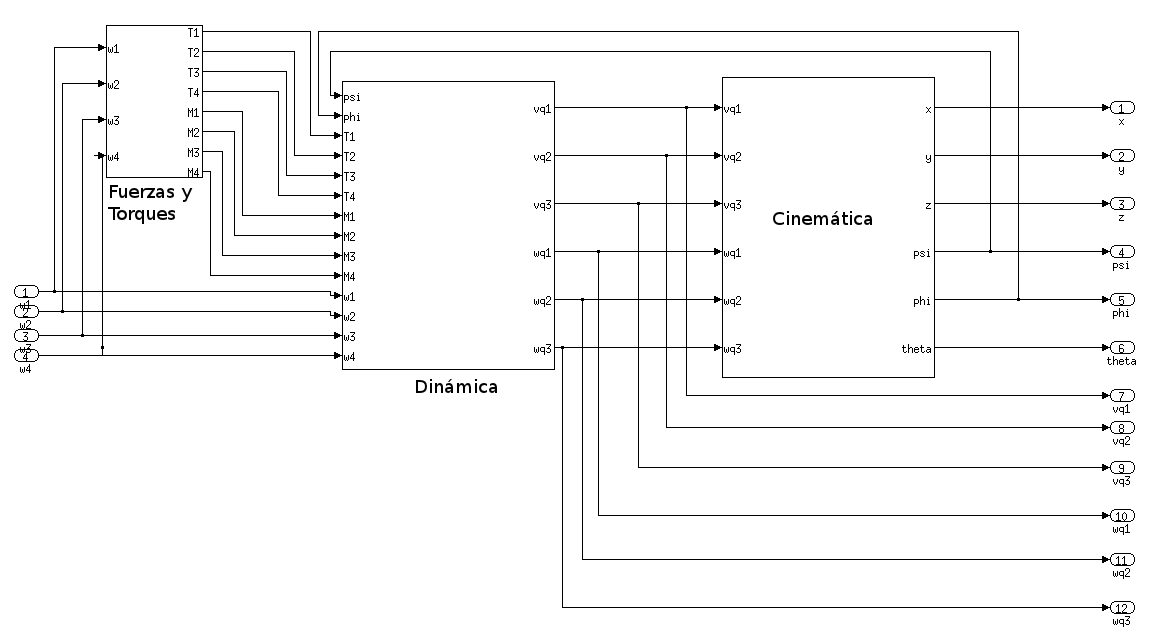 w1
w2
w3
w4
T1
T2
T3
T4
M1
M2
M3
M4
Fuerzas y
Torques
1
w1
2
w2
3
w3
4
w4
psi
phi
T1
T2
T3
T4
M1
M2
M3
M4
w1
w2
w3
w4
vq1
vq2
vq3
wq1
wq2
wq3
Dinámica
vq1
vq2
vq3
wq1
wq2
wq3
Cinemática
x
y
z
psi
phi
theta
1
x
2
y
3
z
4
psi
5
phi
6
theta
7
vq1
8
vq2
9
vq3
10
wq1
11
wq2
12
wq3